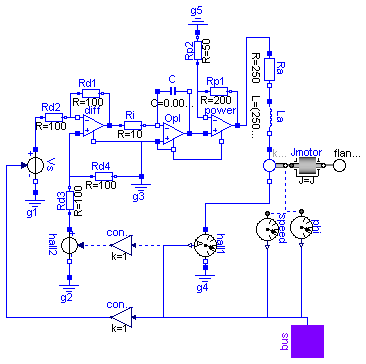 g5
Rp2
R=50
Rd1
R=100
diff
Rd2
R=100
C
C=0.00...
Ri
R=10
OpI
Rp1
R=200
power
Ra
R=250
La
L=(250...
Vs
g1
Rd4
R=100
g3
Rd3
R=100
k...
Jmotor
J=J
flan...
hall2
g2
con...
k=1
hall1
g4
speed
phi
con...
k=1
bus